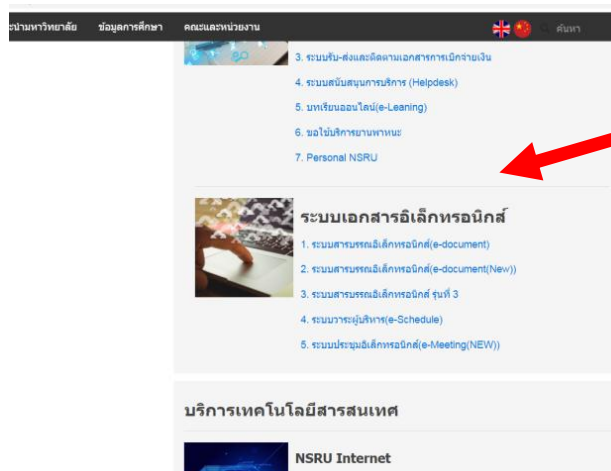 ะนำมหาวิทยาลัย ข้อมูลการศึกษา คณะและหน่วยงาน ค้นหา
3. ระบบรับ-ส่งและติดตามเอกสารการเบิกจ่ายเงิน
4. ระบบสนับสนุนการบริการ (Helpdesk)
5. บทเรียนออนไลน์(e-Leaning)
6. ขอใช้บริการยานพาหนะ
7. Personal NSRU
ระบบเอกสารอิเล็กทรอนิกส์
1. ระบบสารบรรณอิเล็กทรอนิกส์(e-document)
2. ระบบสารบรรณอิเล็กทรอนิกส์(e-document(New))
3. ระบบสารบรรณอิเล็กทรอนิกส์ รุ่นที่ 3
4. ระบบวาระผู้บริหาร(e-Schedule)
5. ระบบประชุมอิเล็กทรอนิกส์(e-Meeting(NEW))
บริการเทคโนโลยีสารสนเทศ
NSRU Internet